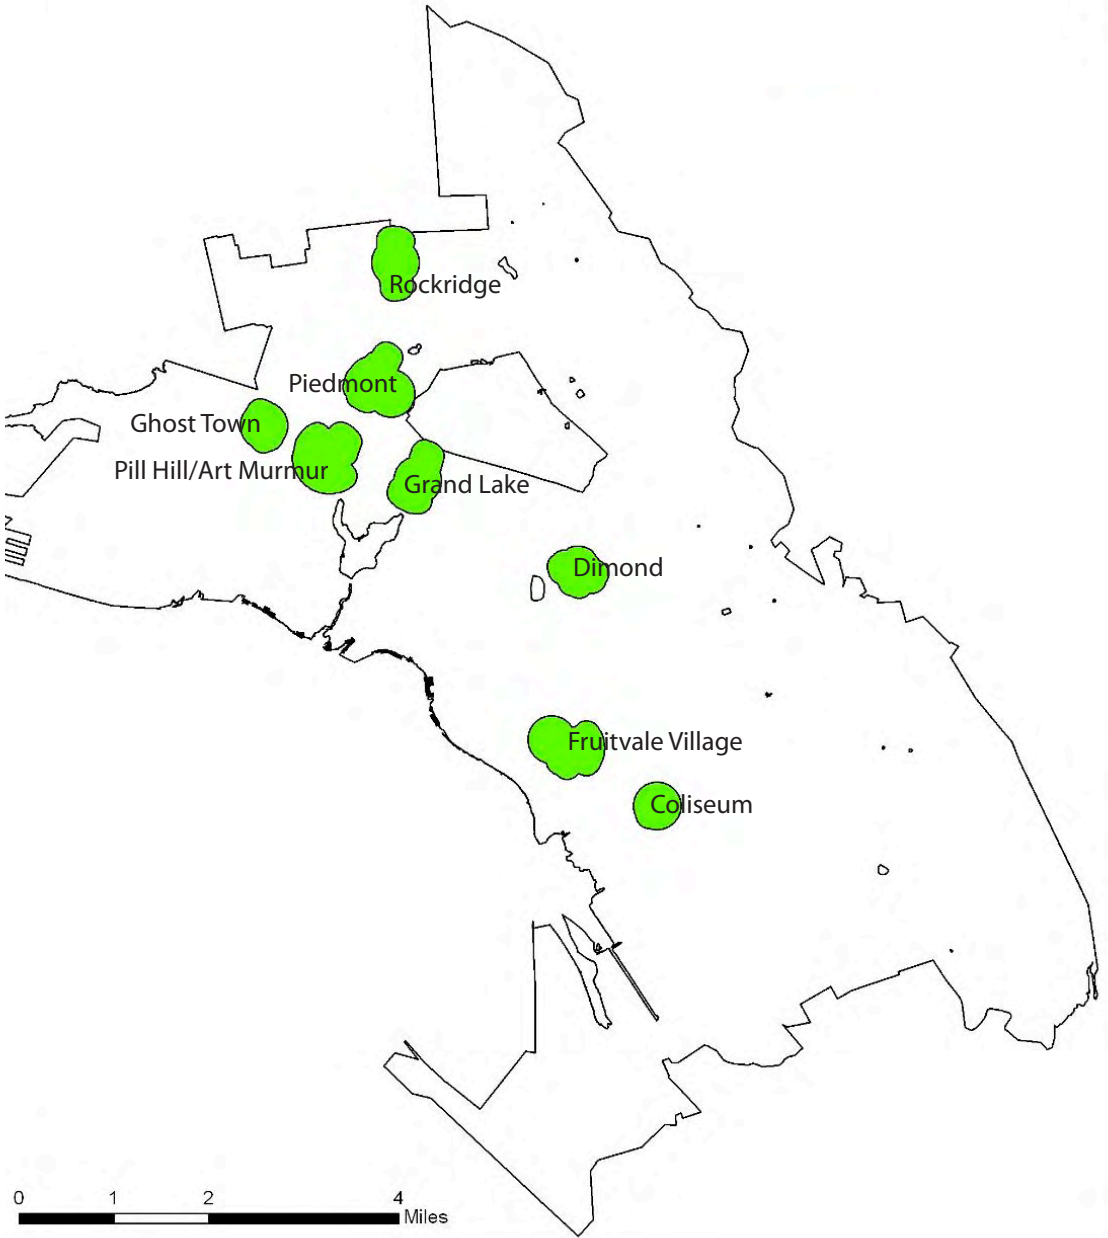 Rockridge
Piedmont
Ghost Town
Pill Hill/Art Murmur
Grand Lake
Dimond
Fruitvale Village
Coliseum
0 1 2 4
Miles